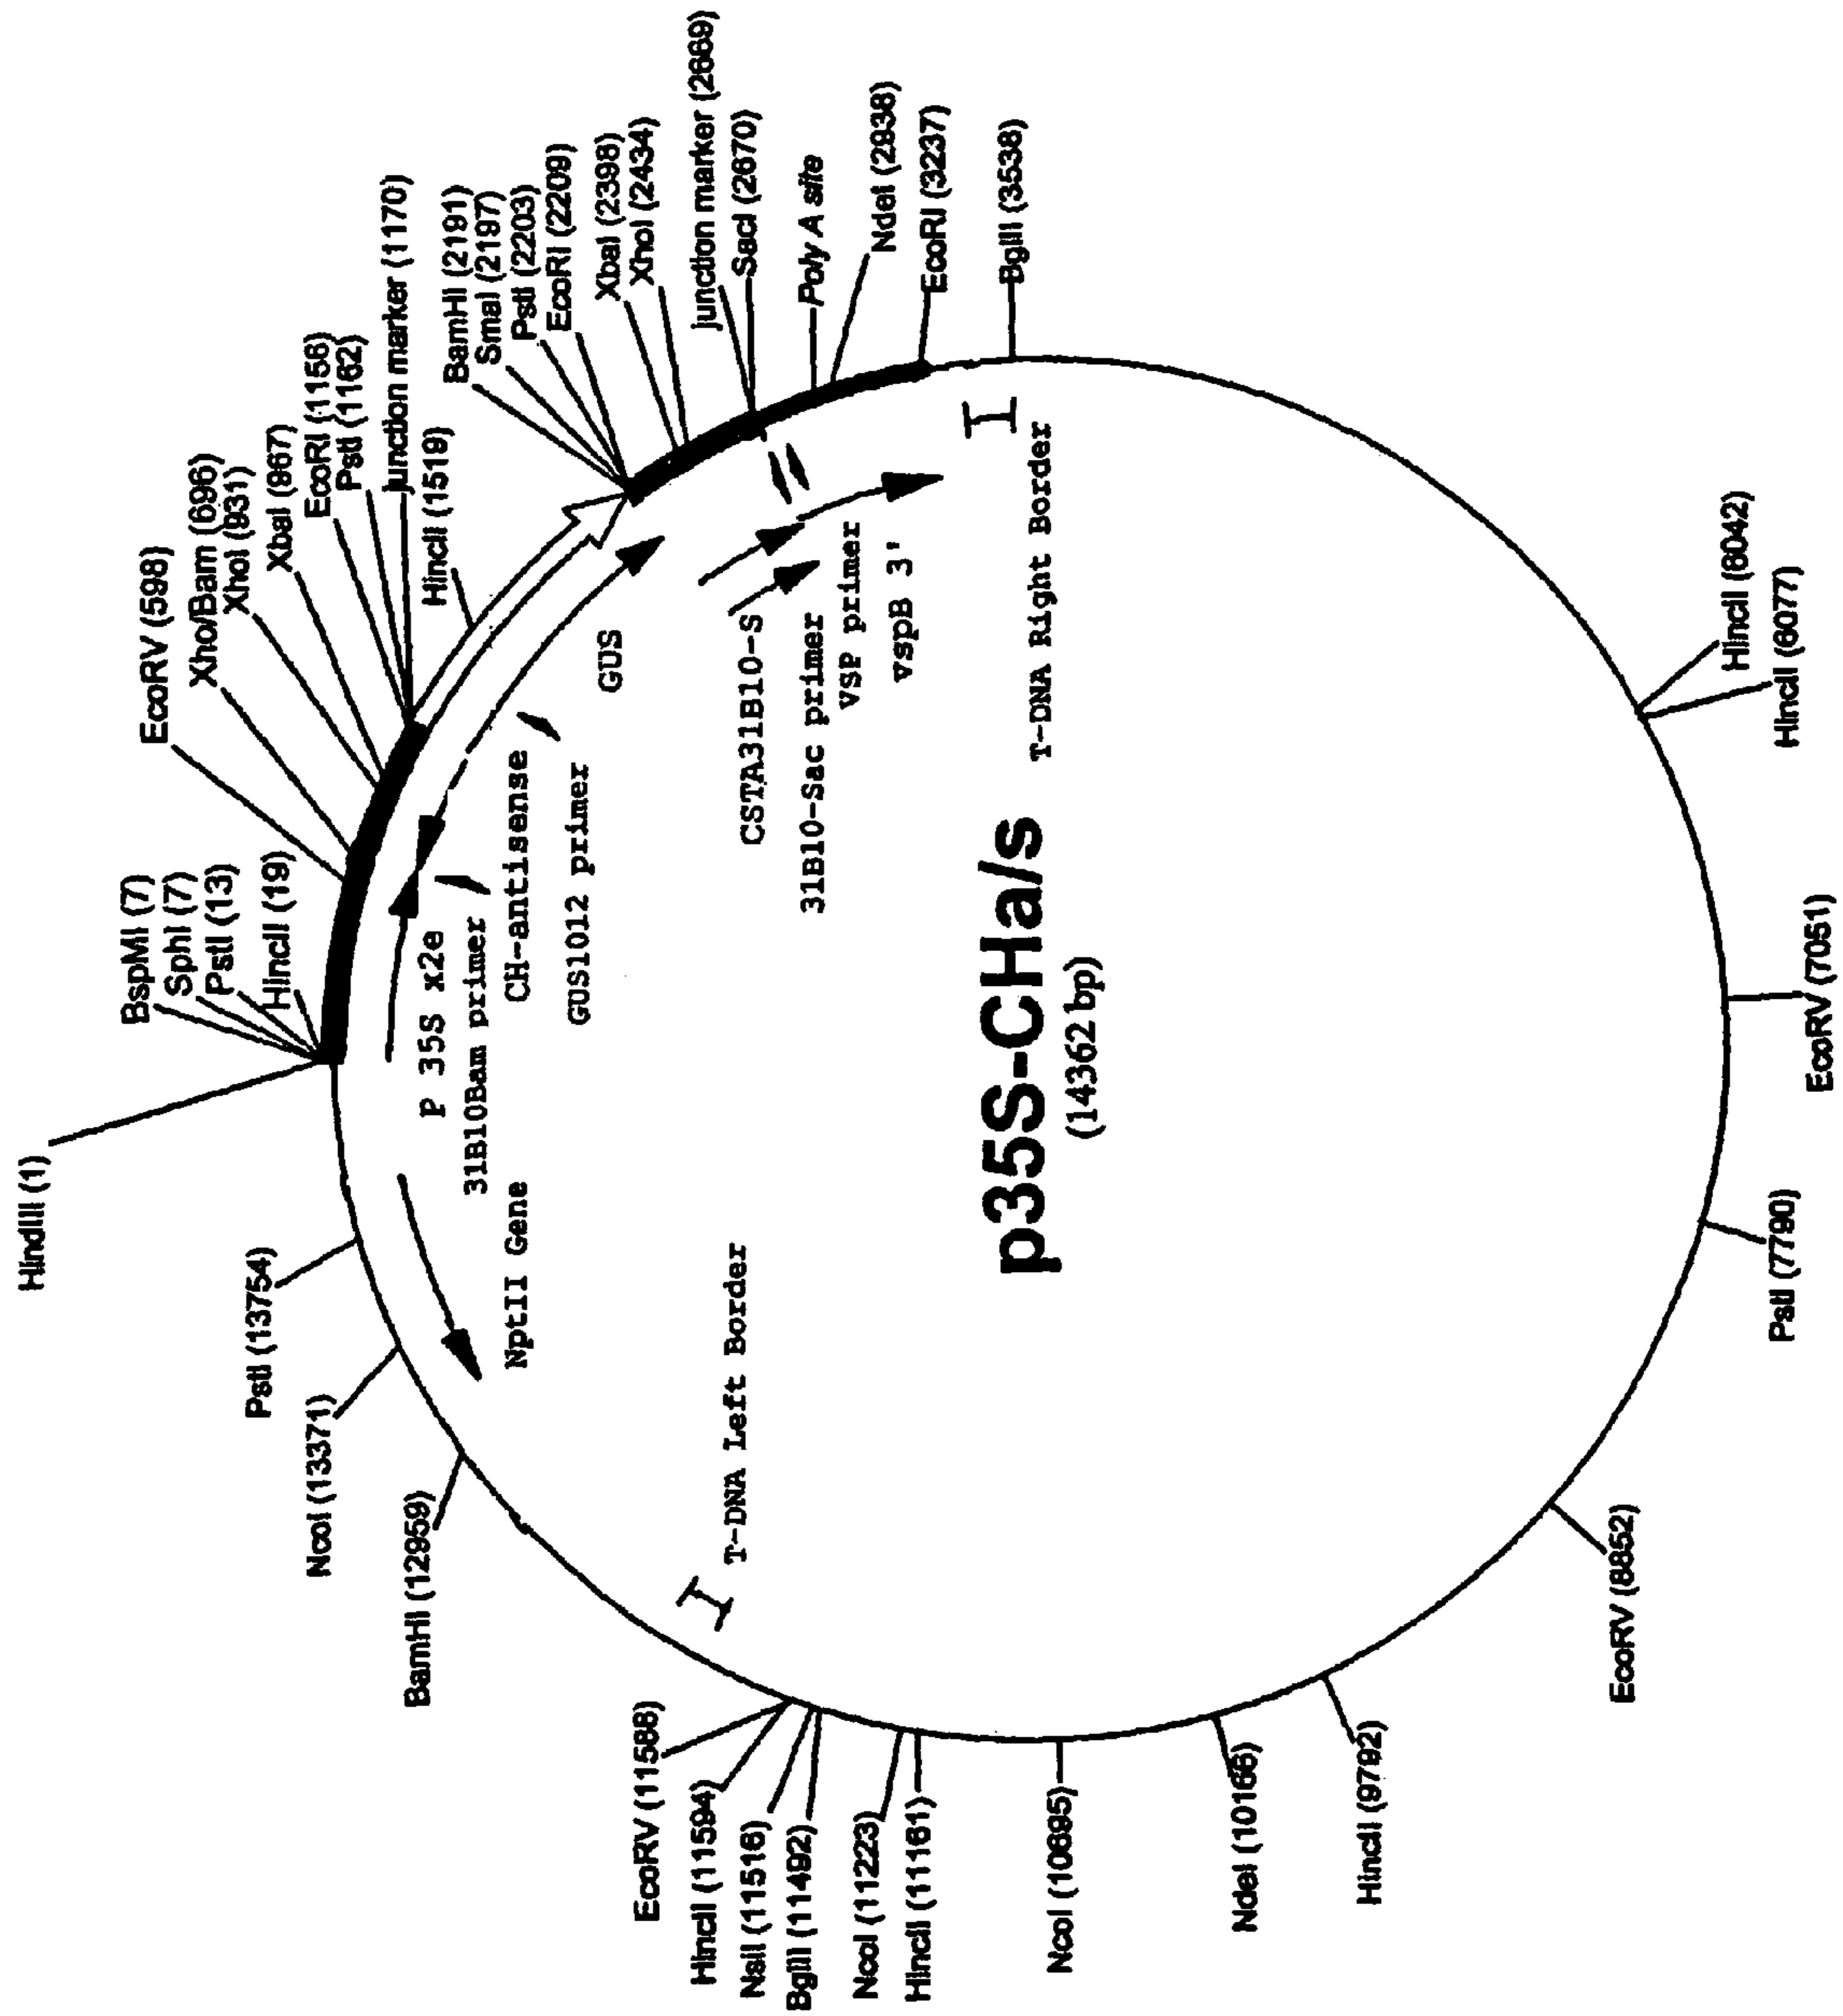 HindIII (1)
BspMI (7)
SphI (7)
PstI (13)
HincII (19)
EcoRV (598)
Xho/Bam (696)
XhoI (931)
XbaI (967)
EcoRI (1156)
PstI (1162)
junction marker (1170)
HincII (1519)
BamHI (2191)
SmaI (2197)
PstI (2203)
EcoRI (2209)
XbaI (2398)
XhoI (2434)
junction marker (2669)
SacI (2670)
Poly A site
NdeI (2938)
EcoRI (3237)
BglII (3538)
HincII (6042)
HincII (6077)
EcoRV (7051)
PstI (7790)
EcoRV (8852)
HincII (9792)
NdeI (10166)
NcoI (10695)
HincII (11161)
NcoI (11223)
BglII (11492)
NsiI (11516)
HincII (11594)
EcoRV (11588)
BamHI (12959)
NcoI (13371)
PstI (13754)
P 35S x2e
31B10Bam primer
CH-antisense
GUS1012 primer
GUS
CSTA31B10-S
31B10-Sac primer
VSP primer
vspB 3'
T-DNA Right Border
NptII Gene
T-DNA Left Border
p35S-CHa/s
(14362bp)